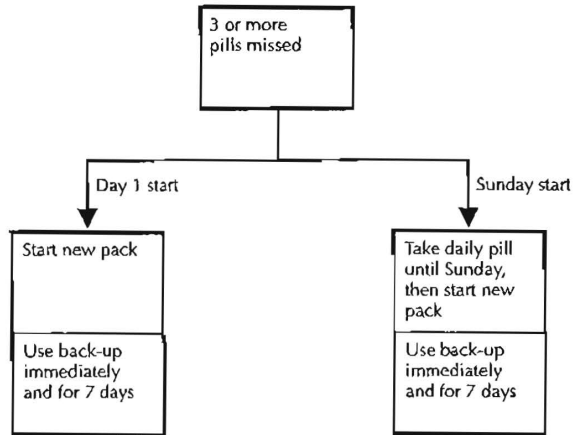 3 or more
pills missed
Day 1 start
Sunday start
Start new pack
Use back-up
immediately
and for 7 days
Take daily pill
until Sunday,
then start new
pack
Use back-up
immediately
and for 7 days